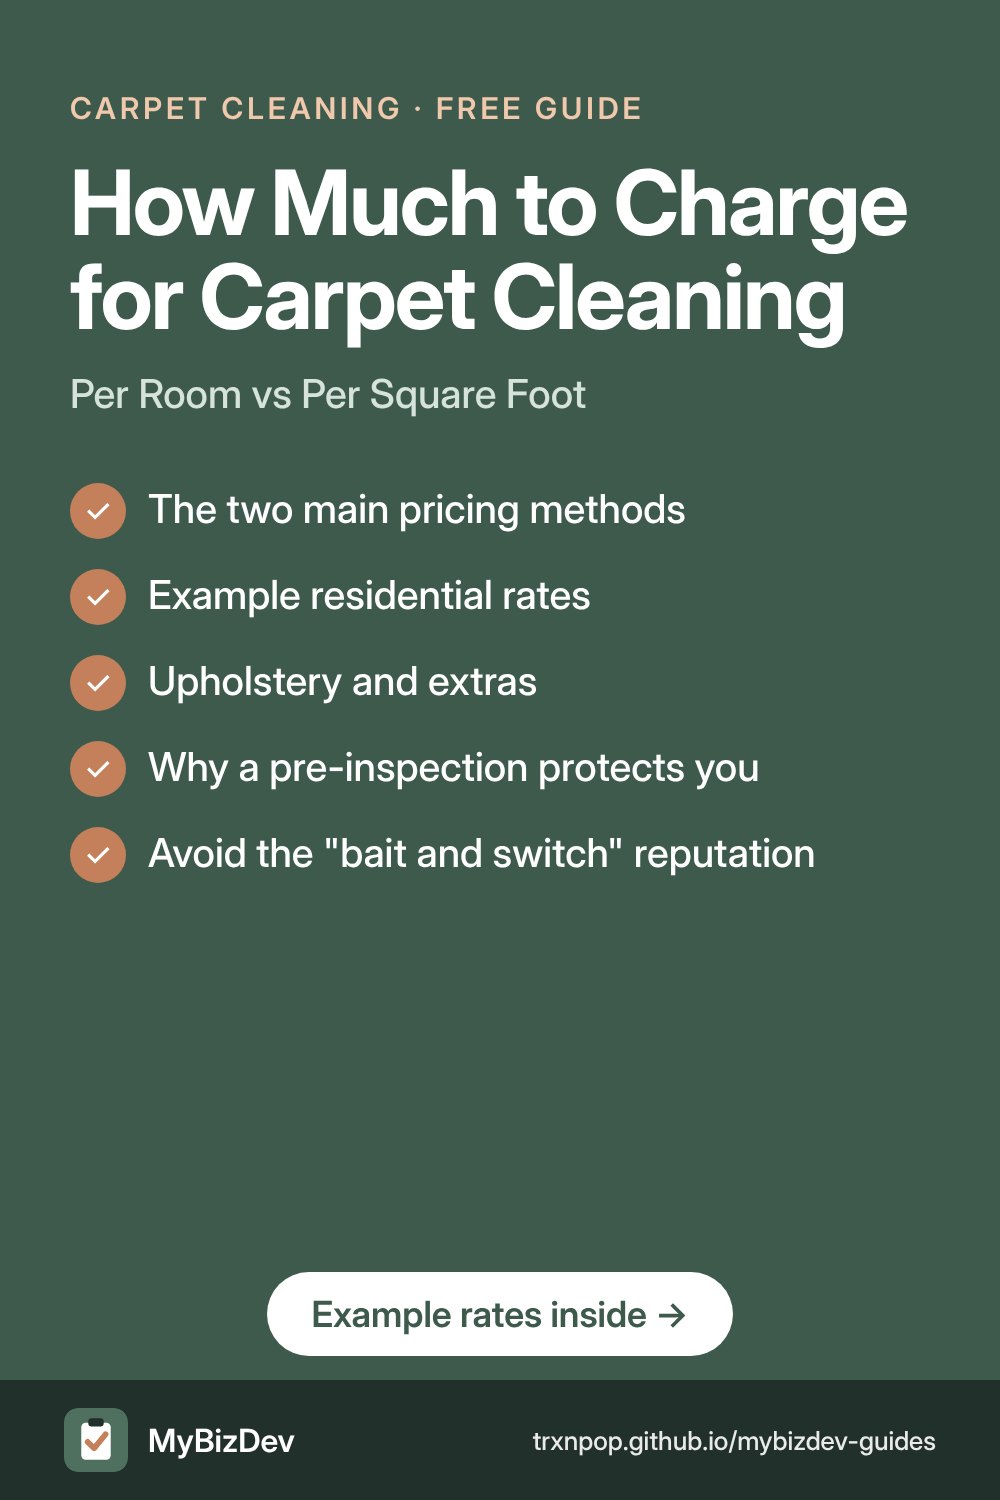 CARPET CLEANING · FREE GUIDE
How Much to Charge
for Carpet Cleaning
Per Room vs Per Square Foot
The two main pricing methods
Example residential rates
Upholstery and extras
Why a pre-inspection protects you
Avoid the "bait and switch" reputation
Example rates inside →
MyBizDev
trxnpop.github.io/mybizdev-guides